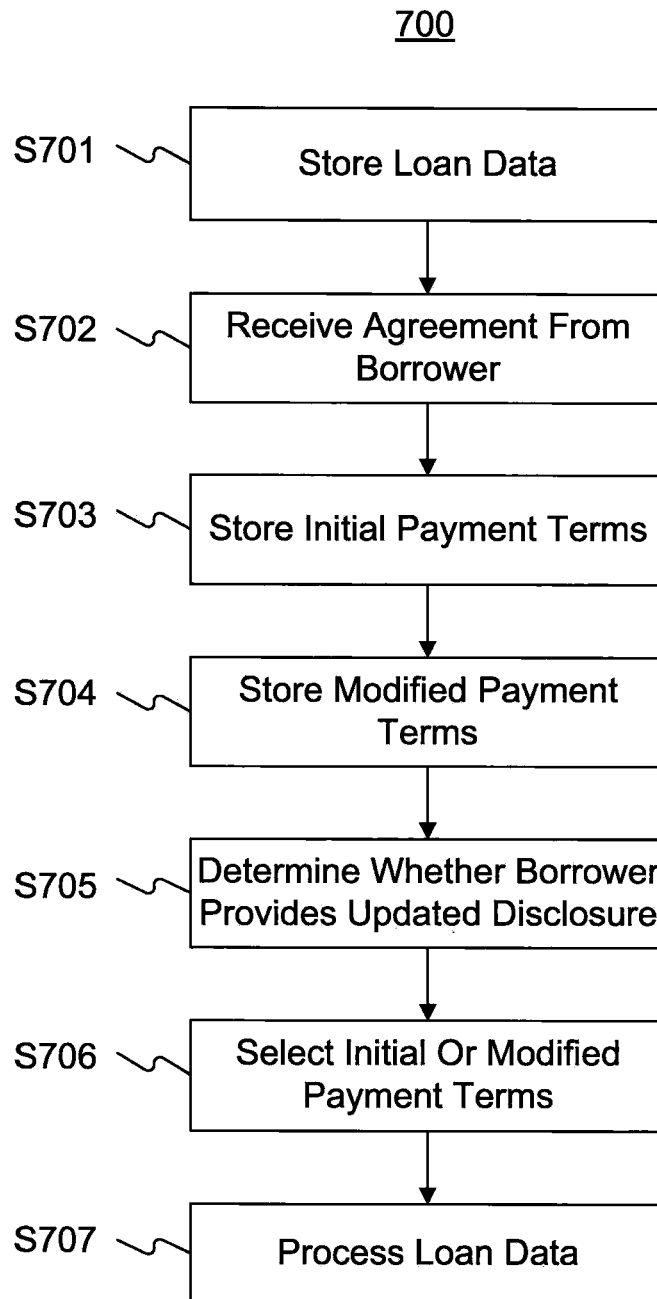 700
S701
Store Loan Data
S702
Receive Agreement From
Borrower
S703
Store Initial Payment Terms
S704
Store Modified Payment
Terms
S705
Determine Whether Borrower
Provides Updated Disclosure
S706
Select Initial Or Modified
Payment Terms
S707
Process Loan Data